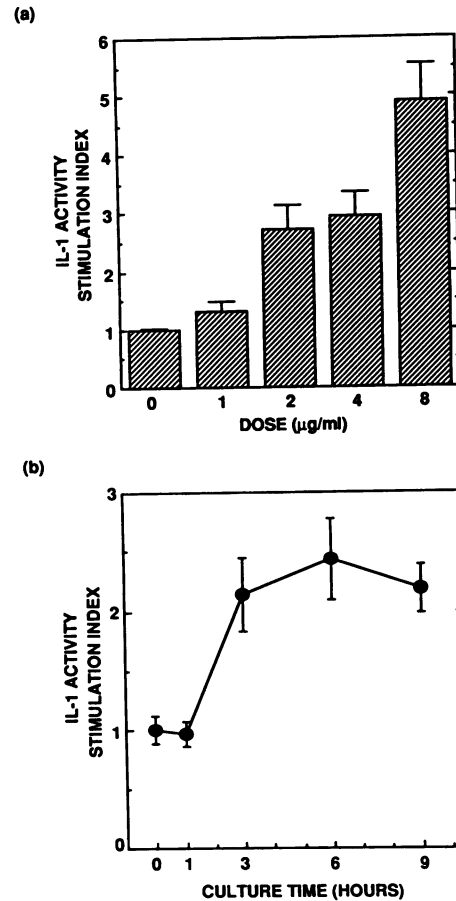 (a)
6
5
4
3
2
1
0
IL-1 ACTIVITY
STIMULATION INDEX
0 1 2 4 8
DOSE (μg/ml)
(b)
3
2
1
0
IL-1 ACTIVITY
STIMULATION INDEX
0 1 3 6 9
CULTURE TIME (HOURS)